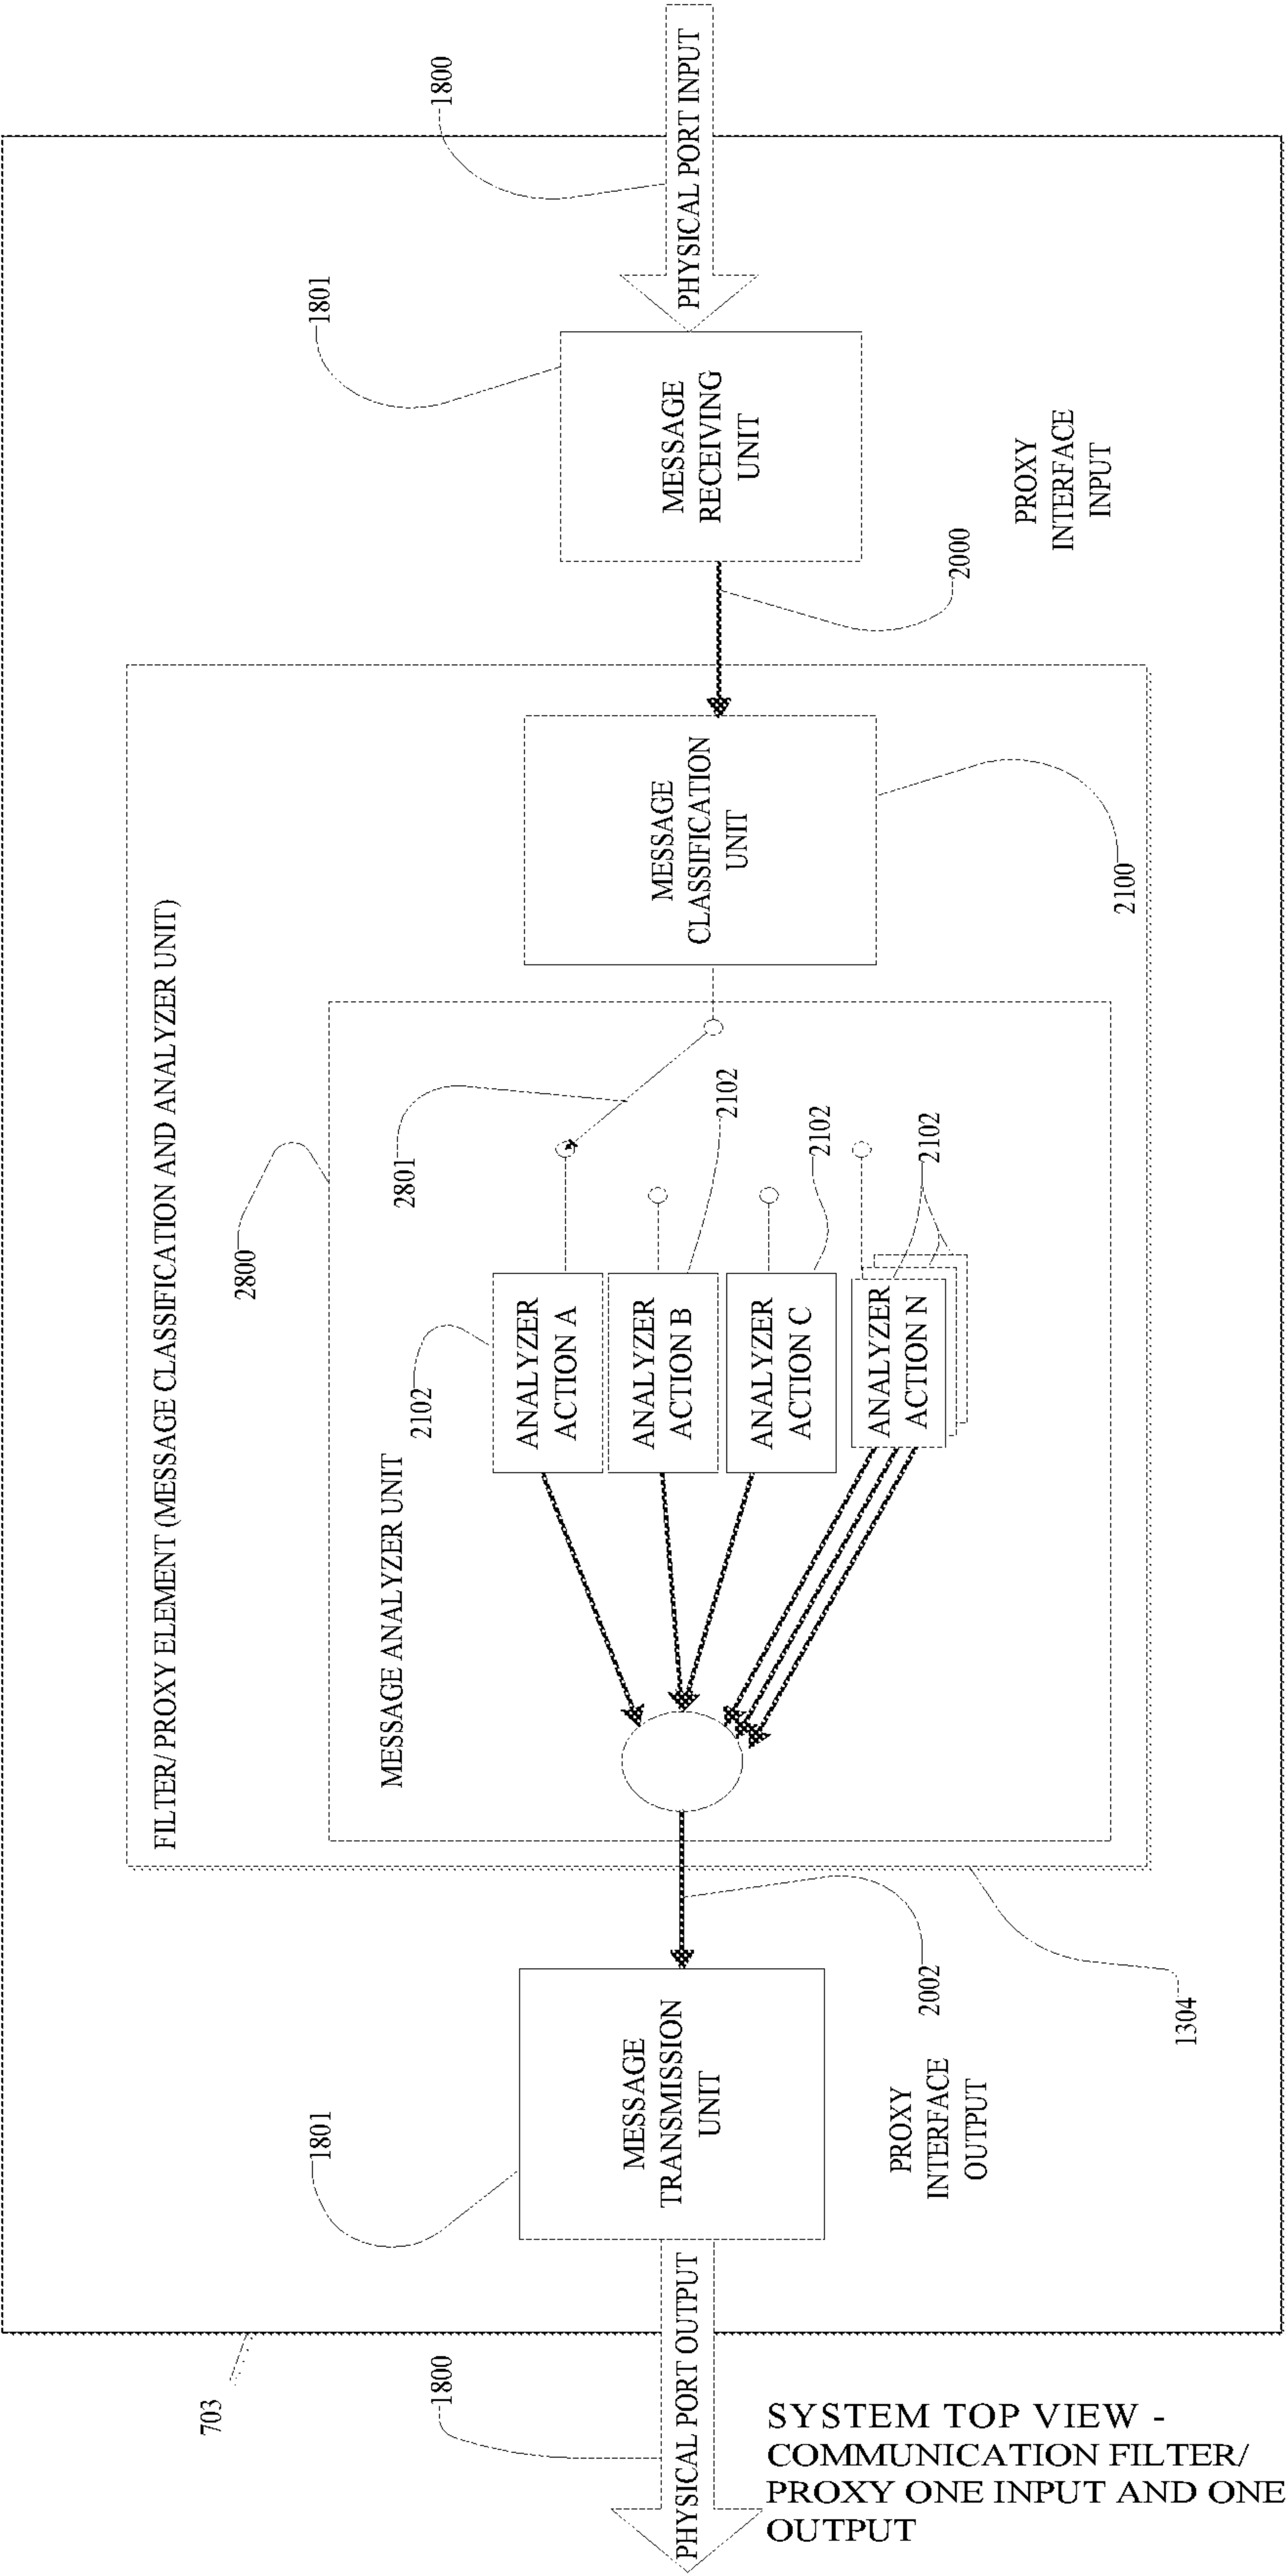 1800
PHYSICAL PORT INPUT
1801
MESSAGE
RECEIVING
UNIT
PROXY
INTERFACE
INPUT
2000
FILTER/PROXY ELEMENT (MESSAGE CLASSIFICATION AND ANALYZER UNIT)
MESSAGE
CLASSIFICATION
UNIT
2100
2800
2801
MESSAGE ANALYZER UNIT
2102
ANALYZER
ACTION A
2102
ANALYZER
ACTION B
2102
ANALYZER
ACTION C
2102
ANALYZER
ACTION N
2002
1304
1801
MESSAGE
TRANSMISSION
UNIT
PROXY
INTERFACE
OUTPUT
703
1800
PHYSICAL PORT OUTPUT
SYSTEM TOP VIEW -
COMMUNICATION FILTER/
PROXY ONE INPUT AND ONE
OUTPUT